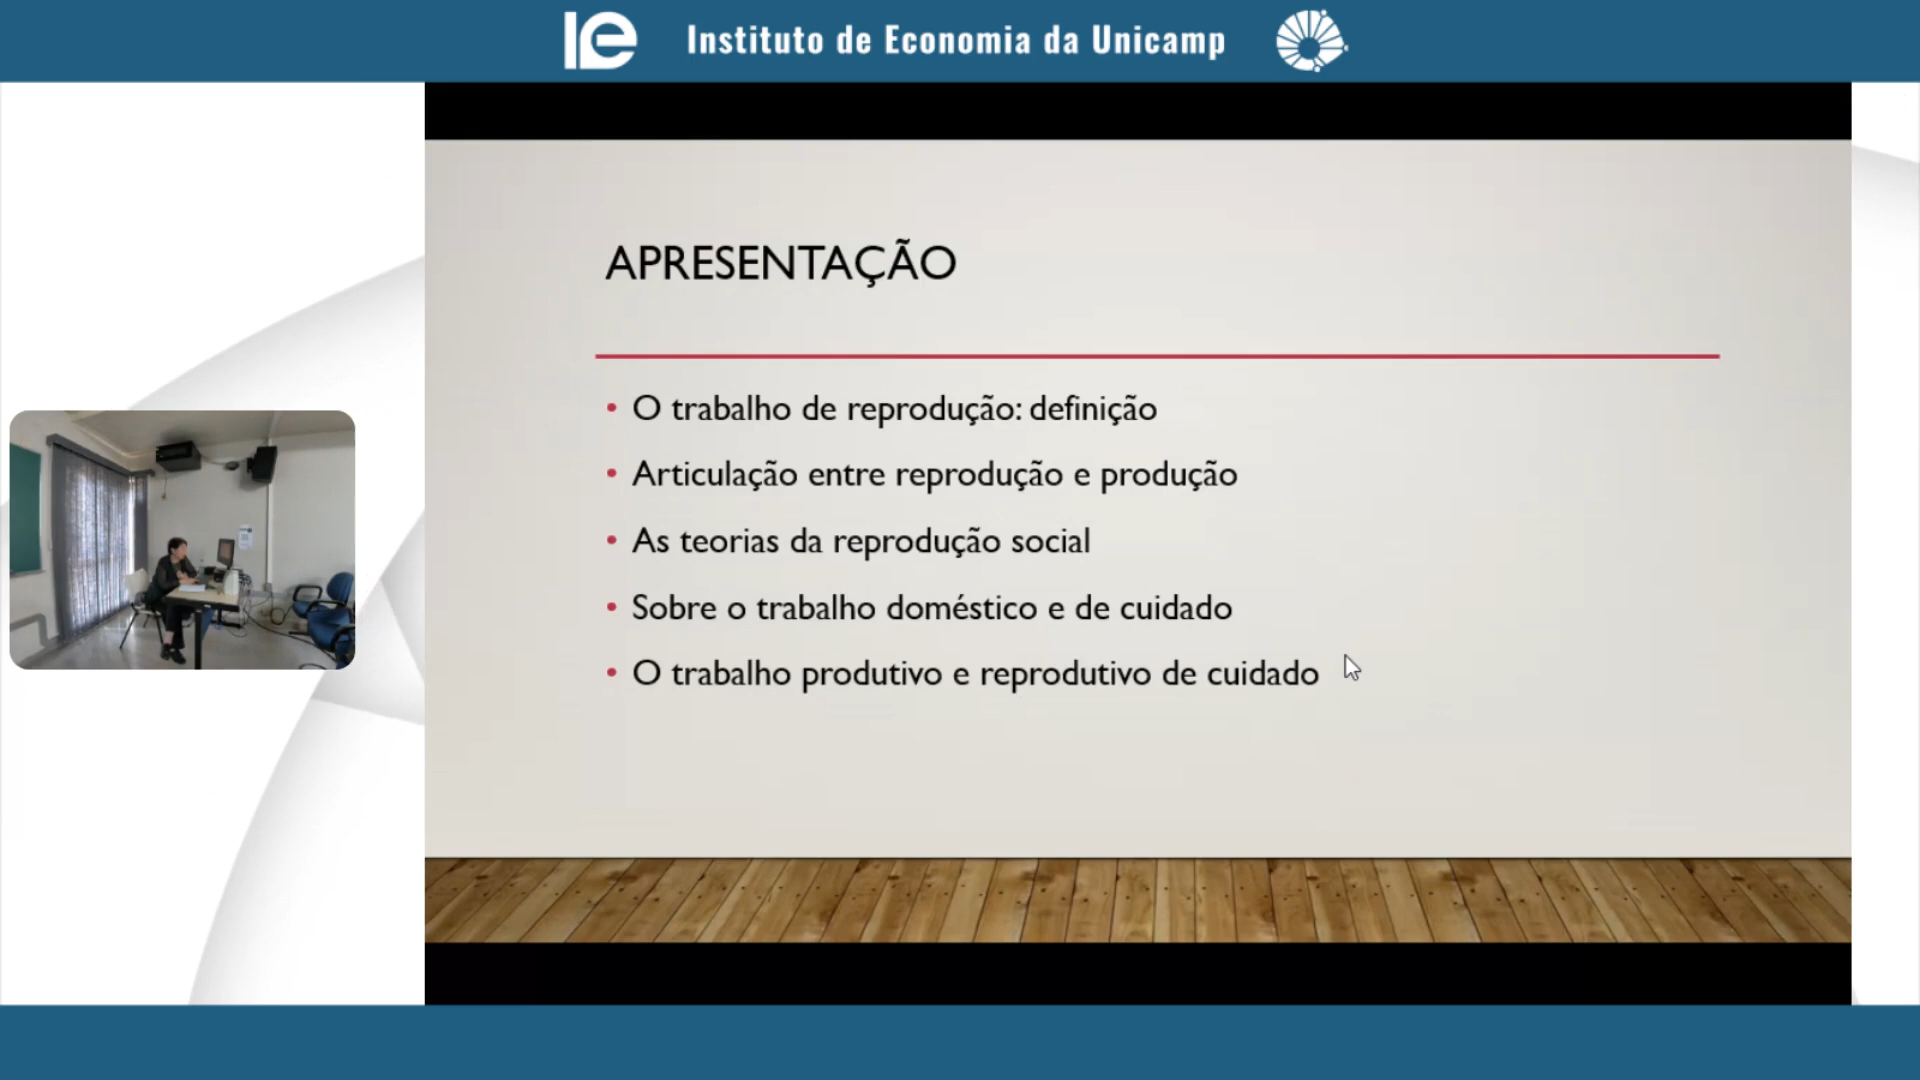 Ie Instituto de Economia da Unicamp
APRESENTAÇÃO
• O trabalho de reprodução: definição
• Articulação entre reprodução e produção
• As teorias da reprodução social
• Sobre o trabalho doméstico e de cuidado
• O trabalho produtivo e reprodutivo de cuidado